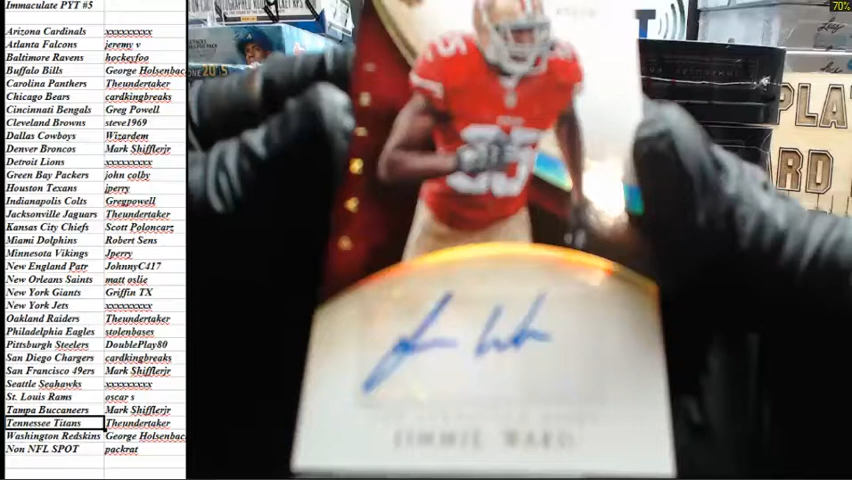 Immaculate PYT #5
Arizona Cardinals xxxxxxxxx
Atlanta Falcons jeremy v
Baltimore Ravens hockeyfoo
Buffalo Bills George Holsenbac
Carolina Panthers Theundertaker
Chicago Bears cardkingbreaks
Cincinnati Bengals Greg Powell
Cleveland Browns steve1969
Dallas Cowboys Wizardem
Denver Broncos Mark Shifflerjr
Detroit Lions xxxxxxxxx
Green Bay Packers john colby
Houston Texans jperry
Indianapolis Colts Gregpowell
Jacksonville Jaguars Theundertaker
Kansas City Chiefs Scott Poloncarz
Miami Dolphins Robert Sens
Minnesota Vikings Jperry
New England Patr JohnnyC417
New Orleans Saints matt oslie
New York Giants Griffin TX
New York Jets xxxxxxxxx
Oakland Raiders Theundertaker
Philadelphia Eagles stolenbases
Pittsburgh Steelers DoublePlay80
San Diego Chargers cardkingbreaks
San Francisco 49ers Mark Shifflerjr
Seattle Seahawks xxxxxxxxx
St. Louis Rams oscar s
Tampa Buccaneers Mark Shifflerjr
Tennessee Titans Theundertaker
Washington Redskins George Holsenbac
Non NFL SPOT packrat
70%
PLAT
ARD
JIMMIE WARD